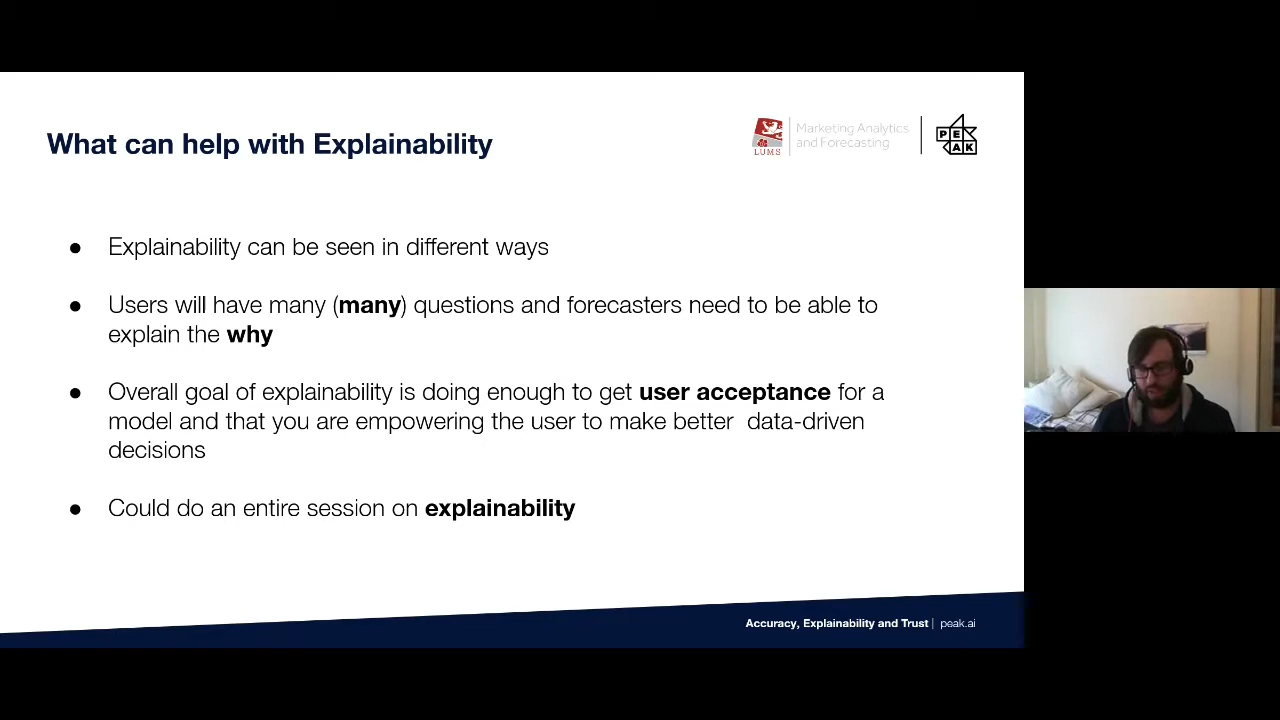 What can help with Explainability
LUMS
Marketing Analytics
and Forecasting
PE
AK
● Explainability can be seen in different ways
● Users will have many (many) questions and forecasters need to be able to
explain the why
● Overall goal of explainability is doing enough to get user acceptance for a
model and that you are empowering the user to make better data-driven
decisions
● Could do an entire session on explainability
Accuracy, Explainability and Trust | peak.ai